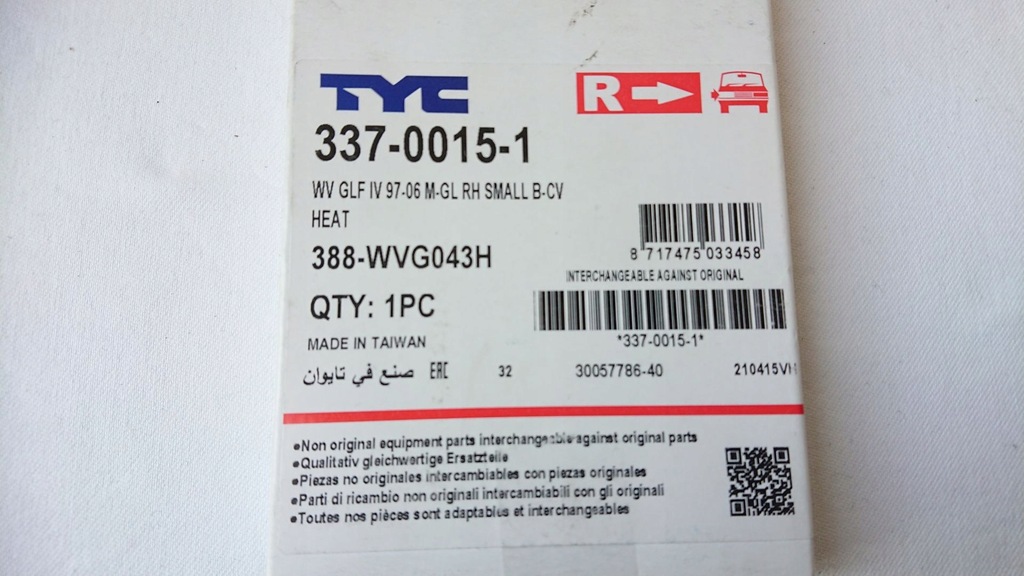 TYC
R
337-0015-1
WV GLF IV 97-06 M-GL RH SMALL B-CV
HEAT
388-WVG043H
8 717475 033458
INTERCHANGEABLE AGAINST ORIGINAL
QTY: 1PC
*337-0015-1*
MADE IN TAIWAN
صنع في تايوان EAC 32 30057786-40 210415VH
•Non original equipment parts interchangeable against original parts
•Qualitativ gleichwertige Ersatzteile
•Piezas no originales intercambiables con piezas originales
•Parti di ricambio non originali intercambiabili con gli originali
•Toutes nos pièces sont adaptables et interchangeables